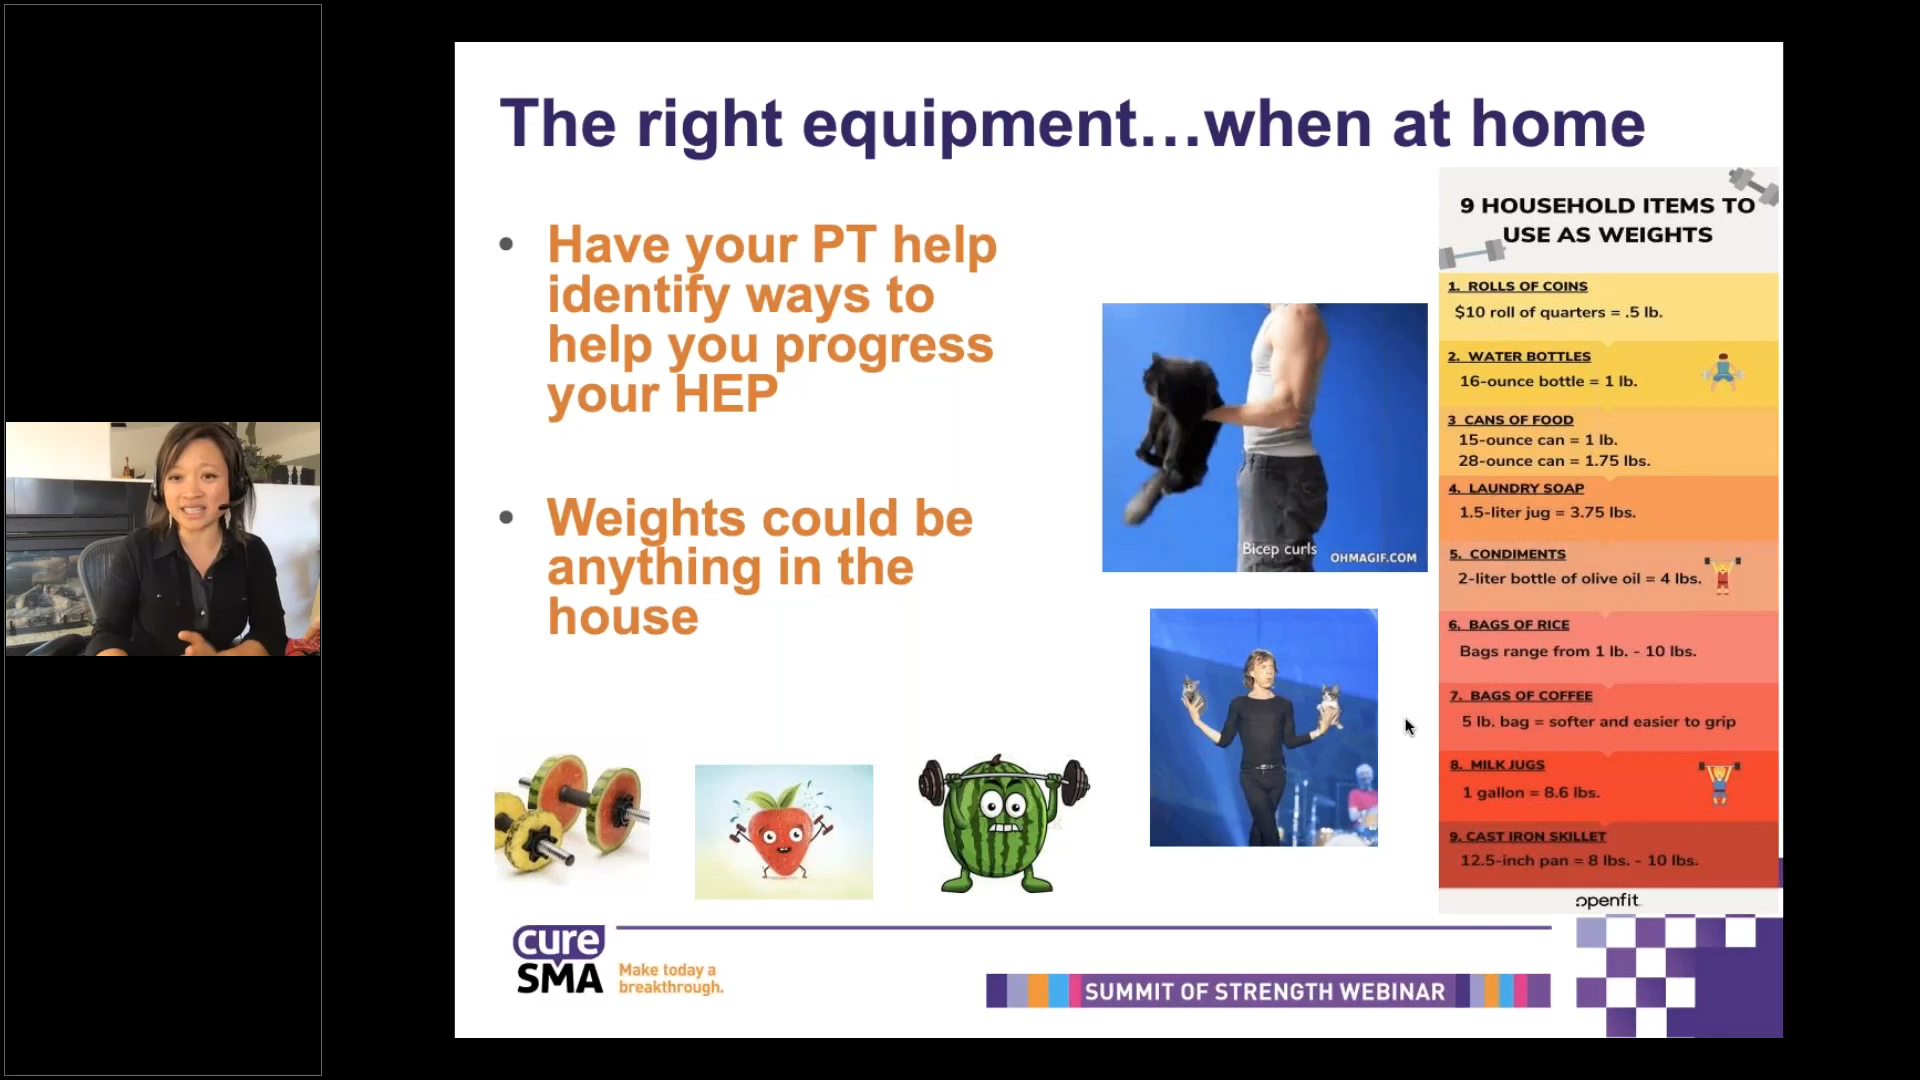 The right equipment…when at home
• Have your PT help
identify ways to
help you progress
your HEP
• Weights could be
anything in the
house
Bicep curls
OHMAGIF.COM
9 HOUSEHOLD ITEMS TO
USE AS WEIGHTS
1. ROLLS OF COINS
$10 roll of quarters = .5 lb.
2. WATER BOTTLES
16-ounce bottle = 1 lb.
3 CANS OF FOOD
15-ounce can = 1 lb.
28-ounce can = 1.75 lbs.
4. LAUNDRY SOAP
1.5-liter jug = 3.75 lbs.
5. CONDIMENTS
2-liter bottle of olive oil = 4 lbs.
6. BAGS OF RICE
Bags range from 1 lb. - 10 lbs.
7. BAGS OF COFFEE
5 lb. bag = softer and easier to grip
8. MILK JUGS
1 gallon = 8.6 lbs.
9. CAST IRON SKILLET
12.5-inch pan = 8 lbs. - 10 lbs.
openfit
cure
SMA
Make today a
breakthrough.
SUMMIT OF STRENGTH WEBINAR